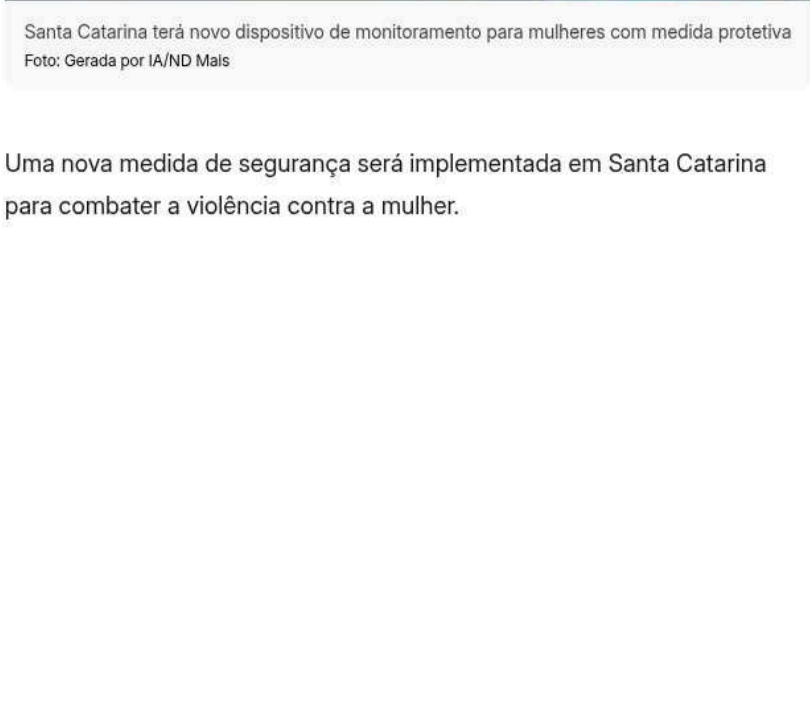 Santa Catarina terá novo dispositivo de monitoramento para mulheres com medida protetiva
Foto: Gerada por IA/ND Mais
Uma nova medida de segurança será implementada em Santa Catarina
para combater a violência contra a mulher.